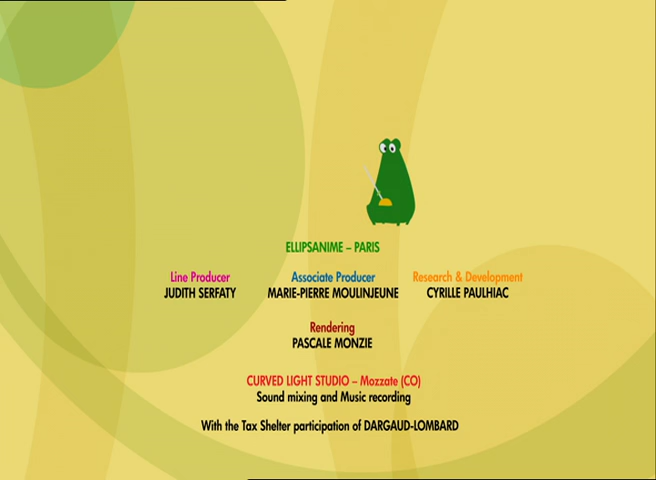 ELLIPSANIME – PARIS
Line Producer Associate Producer Research & Development
JUDITH SERFATY MARIE-PIERRE MOULINJEUNE CYRILLE PAULHIAC
Rendering
PASCALE MONZIE
CURVED LIGHT STUDIO – Mozzate (CO)
Sound mixing and Music recording
With the Tax Shelter participation of DARGAUD-LOMBARD